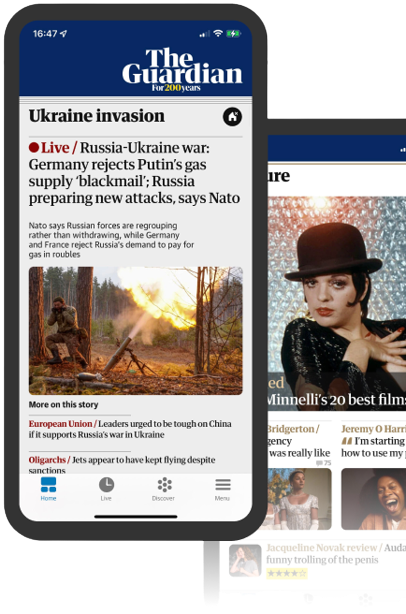 16:47
The
Guardian
For 200 years
Ukraine invasion
Live / Russia-Ukraine war:
Germany rejects Putin's gas
supply 'blackmail'; Russia
preparing new attacks, says Nato
Nato says Russian forces are regrouping
rather than withdrawing, while Germany
and France reject Russia's demand to pay for
gas in roubles
More on this story
European Union / Leaders urged to be tough on China
if it supports Russia's war in Ukraine
Oligarchs / Jets appear to have kept flying despite
sanctions
Home
Live
Discover
Menu
ure
ed
Minnelli's 20 best films
Bridgerton /
gency
was really like
75
Jeremy O Harri
I'm starting
how to use my
Jacqueline Novak review / Auda
funny trolling of the penis